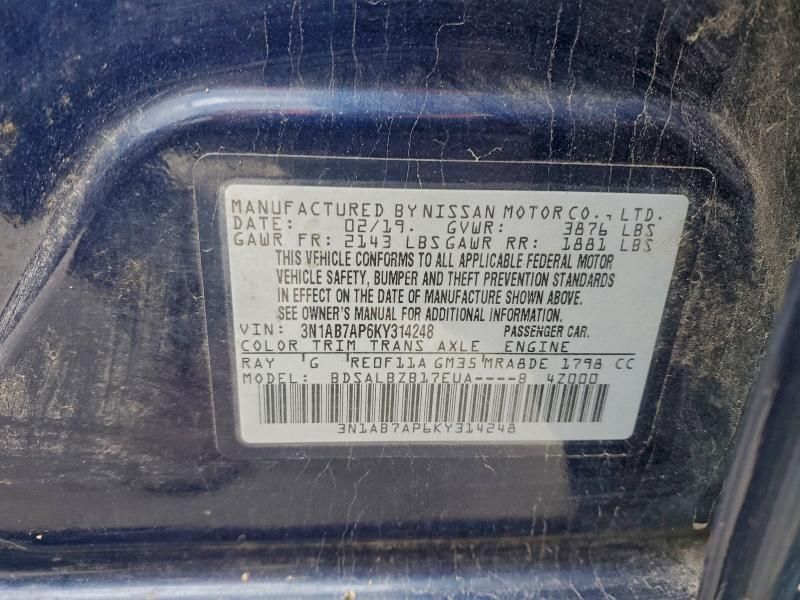 MANUFACTURED BY NISSAN MOTOR CO., LTD.
DATE: 02/19. GVWR: 3876 LBS
GAWR FR: 2143 LBS GAWR RR: 1881 LBS
THIS VEHICLE CONFORMS TO ALL APPLICABLE FEDERAL MOTOR
VEHICLE SAFETY, BUMPER AND THEFT PREVENTION STANDARDS
IN EFFECT ON THE DATE OF MANUFACTURE SHOWN ABOVE.
SEE OWNER'S MANUAL FOR ADDITIONAL INFORMATION.
VIN: 3N1AB7AP6KY314248 PASSENGER CAR.
COLOR TRIM TRANS AXLE ENGINE
RAY G RE0F11A GM35 MRA8DE 1798 CC
MODEL: BDSALBZB17EUA----B 4Z000
3N1AB7AP6KY314248